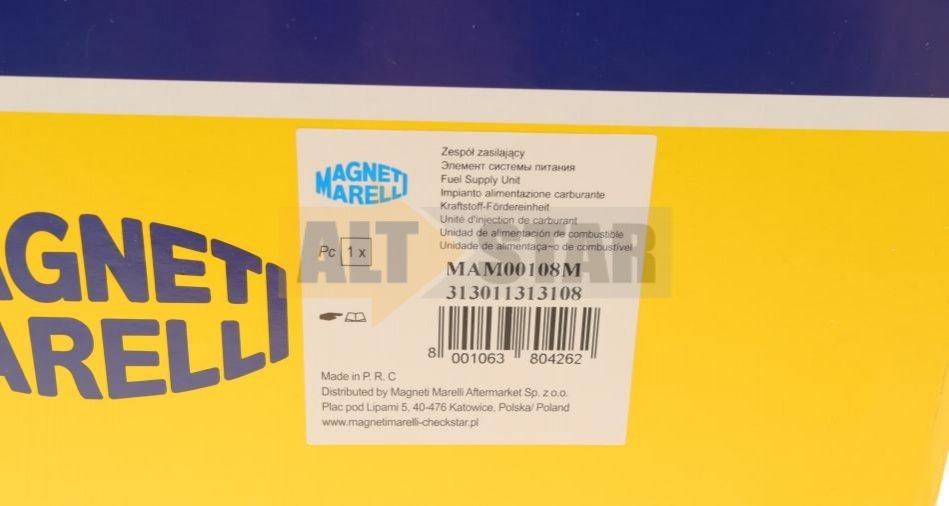 MAGNETI
MARELLI
Zespół zasilający
Элемент системы питания
Fuel Supply Unit
Impianto alimentazione carburante
Kraftstoff-Fördereinheit
Unité d'injection de carburant
Unidad de alimentación de combustible
Unidade de alimentaça~o de combustível
Pc 1 x
MAM00108M
313011313108
8 001063 804262
Made in P. R. C
Distributed by Magneti Marelli Aftermarket Sp. z o.o.
Plac pod Lipami 5, 40-476 Katowice, Polska/ Poland
www.magnetimarelli-checkstar.pl
AGNETI
ARELLI
ALT STAR